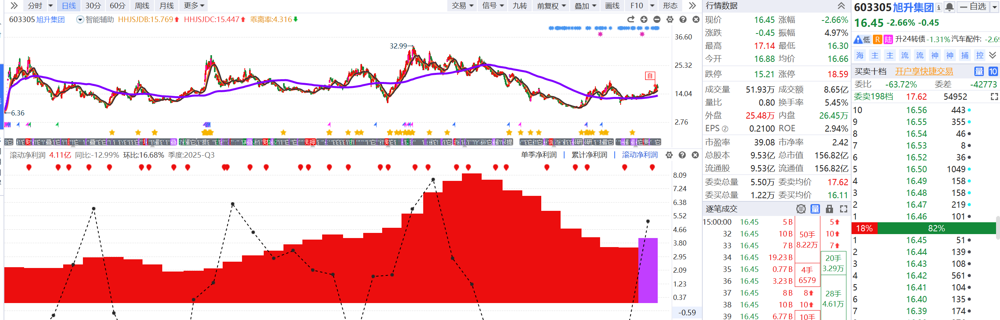 分时 日线 30分 60分 周线 月线 更多 交易 信号 九转 前复权 叠加 画线 F10 形态
603305 旭升集团 智能辅助 HHJSJDB:15.769 HHJSJDC:15.447 乖离率:4.316
36.60
32.99
25.32
自
14.04
6.36
2.76
滚动净利润 4.11亿 同比:-12.99% 环比:16.68% 季度:2025-Q3 单季净利润 累计净利润 滚动净利润
8.09
7.24
6.38
5.52
4.66
3.80
2.95
2.09
1.23
0.37
-0.59
行情数据
现价 16.45 涨幅 -2.66%
涨跌 -0.45 振幅 4.97%
最高 17.14 最低 16.30
今开 16.88 均价 16.66
跌停 15.21 涨停 18.59
成交量 51.93万 成交额 8.65亿
量比 0.80 换手率 5.45%
外盘 25.48万 内盘 26.45万
EPS ② 0.2100 ROE 2.94%
市盈率 39.08 市净率 2.42
总股本 9.53亿 总市值 156.82亿
流通股 9.53亿 流通值 156.82亿
委卖总量 5.50万 委卖均价 17.62
委买总量 1.22万 委买均价 16.11
逐笔成交 单 量
15:00:00 16.45 5 B 5
32 16.45 10 B 50手 10
33 16.45 7 B 8.22万 7
34 16.45 19.23 B 20手
35 16.45 0.77 B 4手 3.29万
36 16.45 3.23 B 6579
37 16.45 8 B 8 28手
38 16.45 10 B 10 4.61万
39 16.45 6.77 B 10手
603305 旭升集团 自选
16.45 -2.66% -0.45
低 R 陆 升24转债 -1.31% 汽车配件:
海 主 主 流 流 神 神 捕 控
买卖十档 开户享快捷交易 量 10
委比 -63.72% 委差 -42773
委卖198档 17.62 54952
10 16.56 443
9 16.55 355
8 16.54 46
7 16.53 8
6 16.52 36
5 16.50 1049
4 16.49 158
3 16.48 158
2 16.47 219
1 16.46 101
18% 82%
1 16.45 51
2 16.44 139
3 16.43 108
4 16.42 561
5 16.41 104
6 16.40 135
7 16.39 174